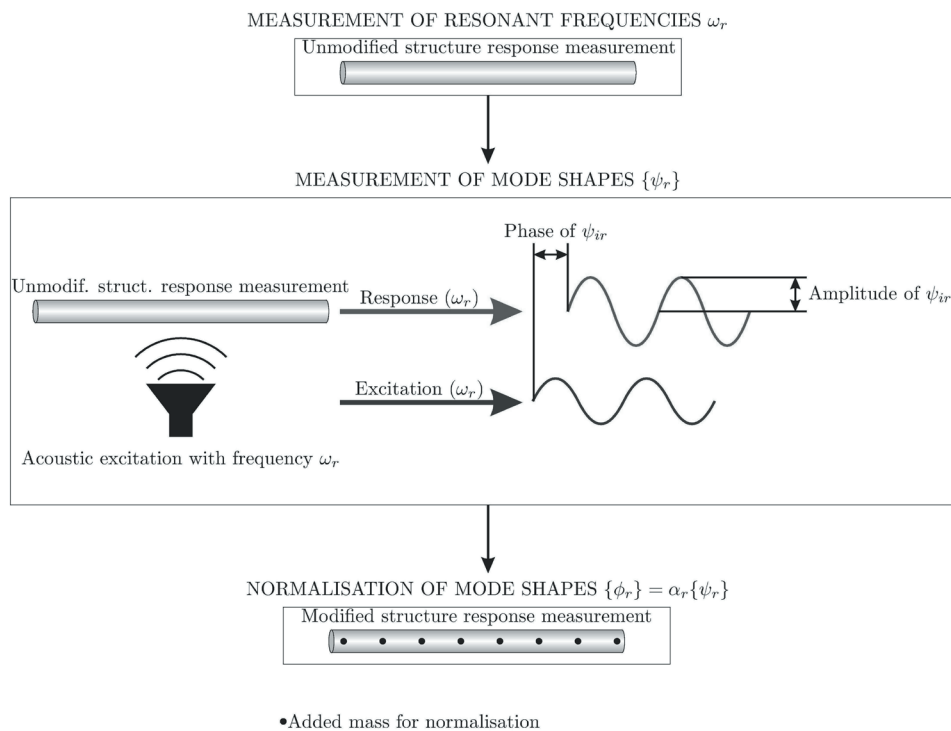 MEASUREMENT OF RESONANT FREQUENCIES ωᵣ
Unmodified structure response measurement
MEASUREMENT OF MODE SHAPES {ψᵣ}
Phase of ψᵢᵣ
Unmodif. struct. response measurement
Response (ωᵣ)
Amplitude of ψᵢᵣ
Excitation (ωᵣ)
Acoustic excitation with frequency ωᵣ
NORMALISATION OF MODE SHAPES {ϕᵣ} = αᵣ{ψᵣ}
Modified structure response measurement
•Added mass for normalisation